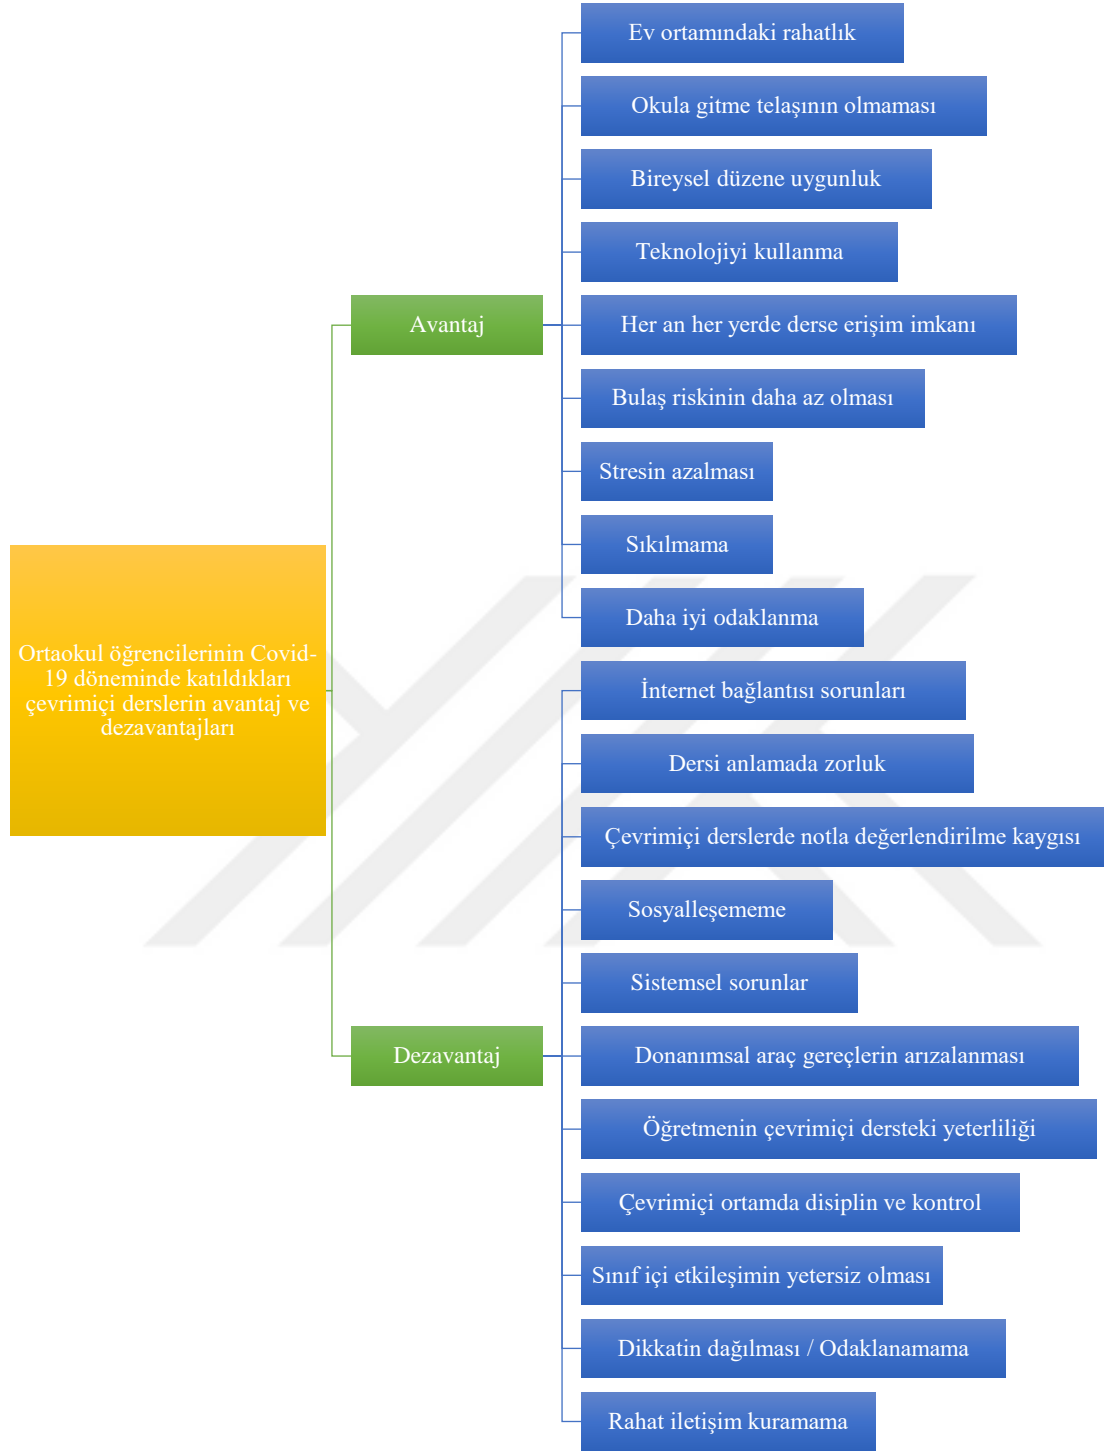 Ortaokul öğrencilerinin Covid-
19 döneminde katıldıkları
çevrimiçi derslerin avantaj ve
dezavantajları
Avantaj
Ev ortamındaki rahatlık
Okula gitme telaşının olmaması
Bireysel düzene uygunluk
Teknolojiyi kullanma
Her an her yerde derse erişim imkanı
Bulaş riskinin daha az olması
Stresin azalması
Sıkılmama
Daha iyi odaklanma
Dezavantaj
İnternet bağlantısı sorunları
Dersi anlamada zorluk
Çevrimiçi derslerde notla değerlendirilme kaygısı
Sosyalleşememe
Sistemsel sorunlar
Donanımsal araç gereçlerin arızalanması
Öğretmenin çevrimiçi dersteki yeterliliği
Çevrimiçi ortamda disiplin ve kontrol
Sınıf içi etkileşimin yetersiz olması
Dikkatin dağılması / Odaklanamama
Rahat iletişim kuramama